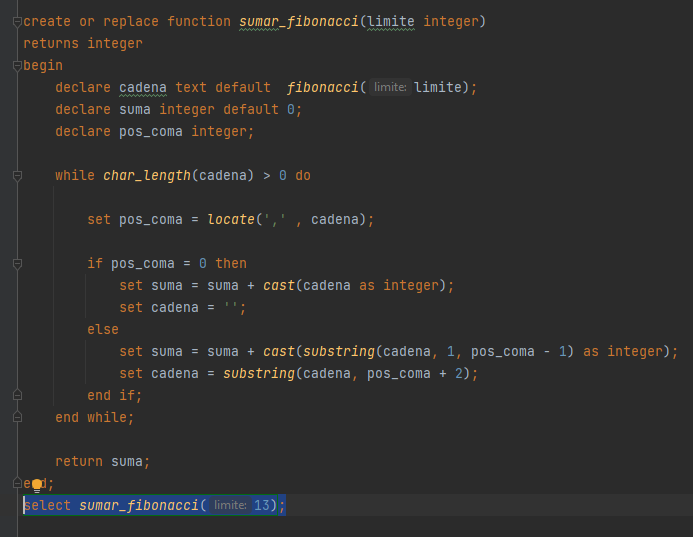 create or replace function sumar_fibonacci(limite integer)
returns integer
begin
    declare cadena text default  fibonacci( limite: limite);
    declare suma integer default 0;
    declare pos_coma integer;

    while char_length(cadena) > 0 do

        set pos_coma = locate(',' , cadena);

        if pos_coma = 0 then
            set suma = suma + cast(cadena as integer);
            set cadena = '';
        else
            set suma = suma + cast(substring(cadena, 1, pos_coma - 1) as integer);
            set cadena = substring(cadena, pos_coma + 2);
        end if;
    end while;

    return suma;
end;
select sumar_fibonacci( limite: 13);